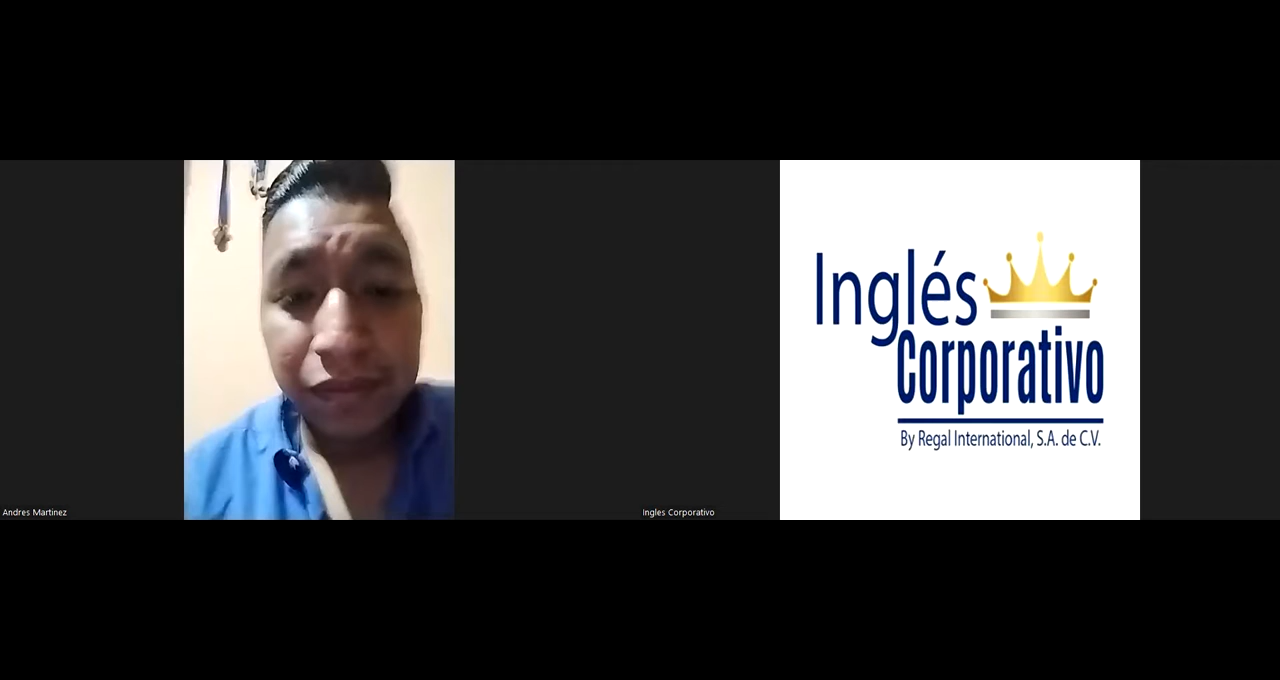 Inglés
Corporativo
By Regal International, S.A. de C.V.
Andres Martinez
Ingles Corporativo